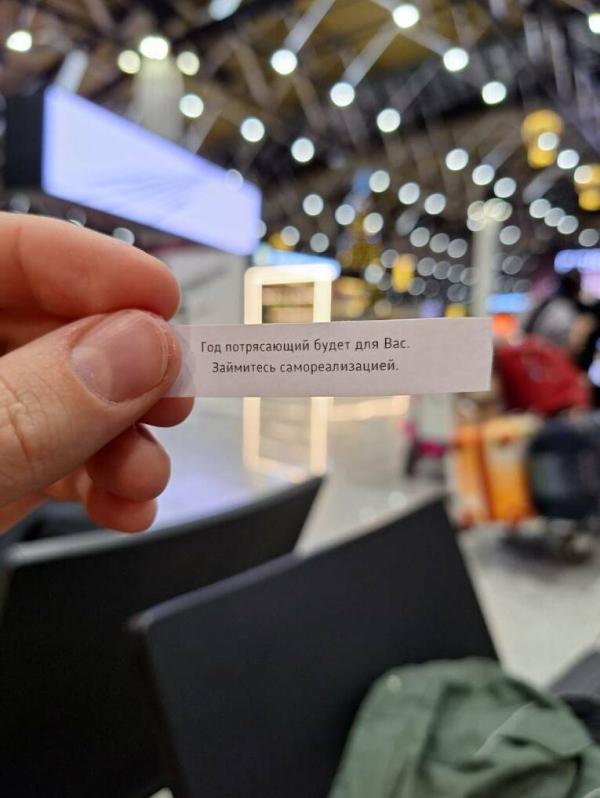 Год потрясающий будет для Вас.
Займитесь самореализацией.